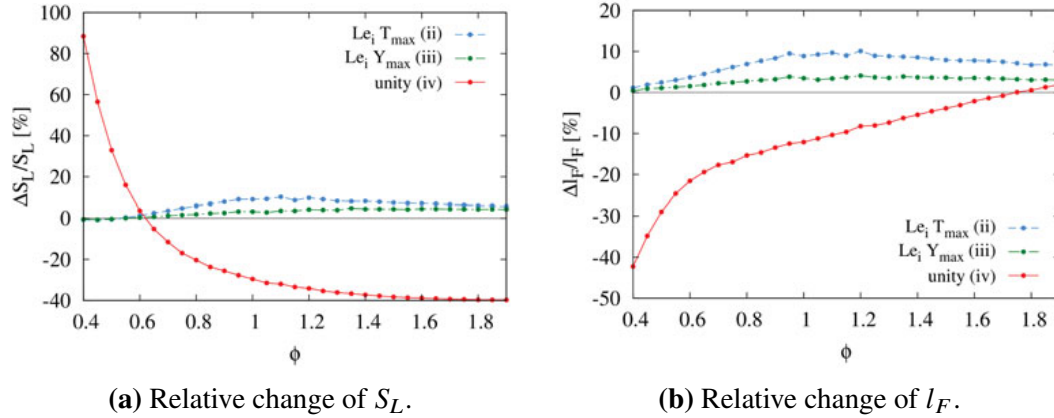 100
80
60
40
20
0
-20
-40
ΔS_L/S_L [%]
Le_i T_max (ii)
Le_i Y_max (iii)
unity (iv)
0.4 0.6 0.8 1 1.2 1.4 1.6 1.8
ϕ
(a) Relative change of S_L.
20
10
0
-10
-20
-30
-40
-50
Δl_F/l_F [%]
Le_i T_max (ii)
Le_i Y_max (iii)
unity (iv)
0.4 0.6 0.8 1 1.2 1.4 1.6 1.8
ϕ
(b) Relative change of l_F.